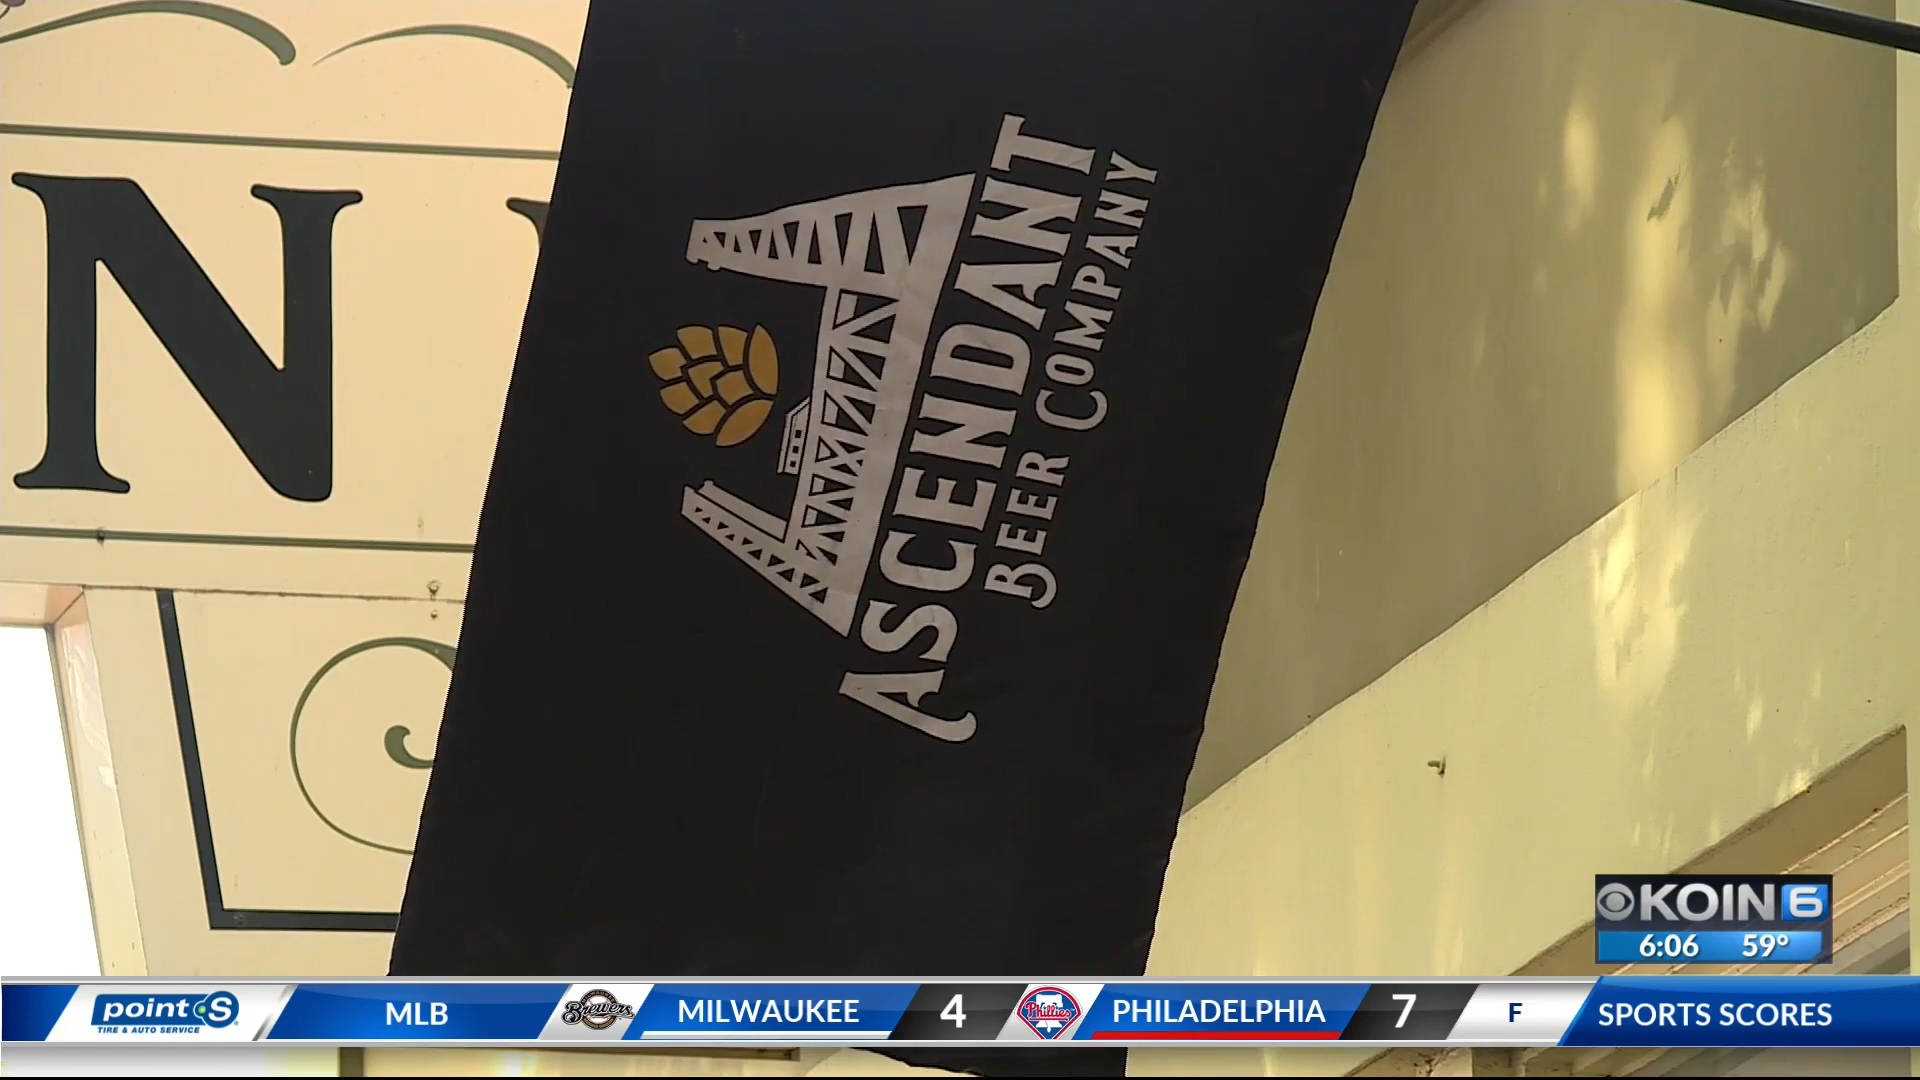 N
ASCENDANT
BEER COMPANY
KOIN 6
6:06 59°
point S TIRE & AUTO SERVICE MLB Brewers MILWAUKEE 4 Phillies PHILADELPHIA 7 F SPORTS SCORES